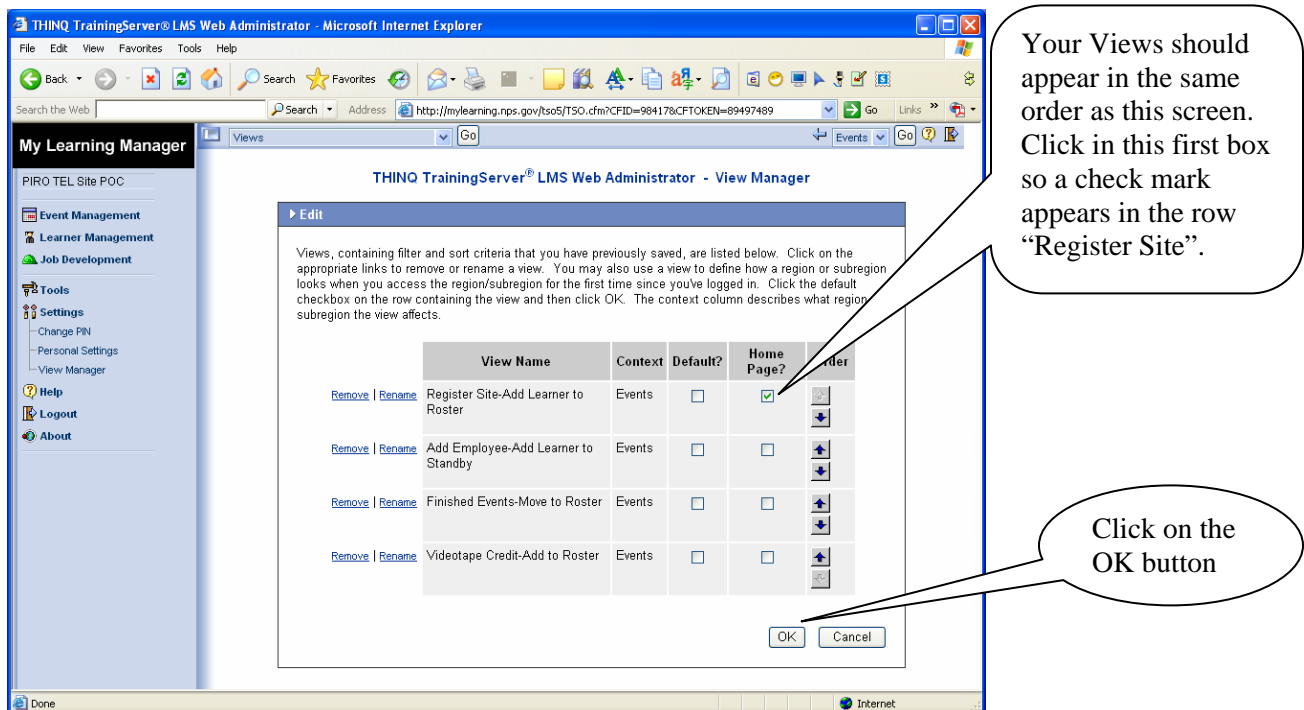 THINQ TrainingServer® LMS Web Administrator - Microsoft Internet Explorer
File Edit View Favorites Tools Help
Back Search Favorites
Search the Web Search Address http://mylearning.nps.gov/tso5/TSO.cfm?CFID=98417&CFTOKEN=89497489 Go Links »
My Learning Manager
Views Go Events Go
PIRO TEL Site POC
Event Management
Learner Management
Job Development
Tools
Settings
Change PIN
Personal Settings
View Manager
Help
Logout
About
THINQ TrainingServer® LMS Web Administrator - View Manager
Edit
Views, containing filter and sort criteria that you have previously saved, are listed below. Click on the
appropriate links to remove or rename a view. You may also use a view to define how a region or subregion
looks when you access the region/subregion for the first time since you've logged in. Click the default
checkbox on the row containing the view and then click OK. The context column describes what region
subregion the view affects.
View Name Context Default? Home Page? rder
Remove | Rename Register Site-Add Learner to Events
Roster
Remove | Rename Add Employee-Add Learner to Events
Standby
Remove | Rename Finished Events-Move to Roster Events
Remove | Rename Videotape Credit-Add to Roster Events
OK Cancel
Done Internet
Your Views should
appear in the same
order as this screen.
Click in this first box
so a check mark
appears in the row
“Register Site”.
Click on the
OK button